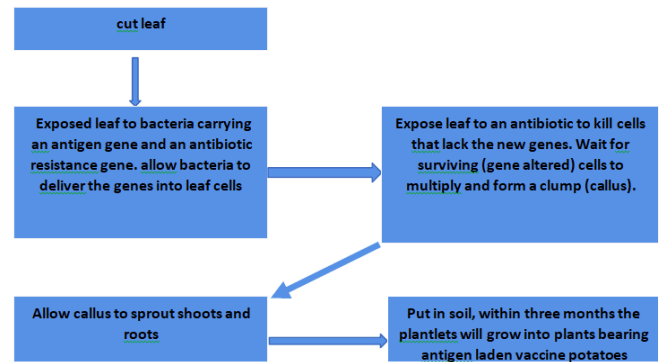 cut leaf
Exposed leaf to bacteria carrying
an antigen gene and an antibiotic
resistance gene. allow bacteria to
deliver the genes into leaf cells
Expose leaf to an antibiotic to kill cells
that lack the new genes. Wait for
surviving (gene altered) cells to
multiply and form a clump (callus).
Allow callus to sprout shoots and
roots
Put in soil, within three months the
plantlets will grow into plants bearing
antigen laden vaccine potatoes